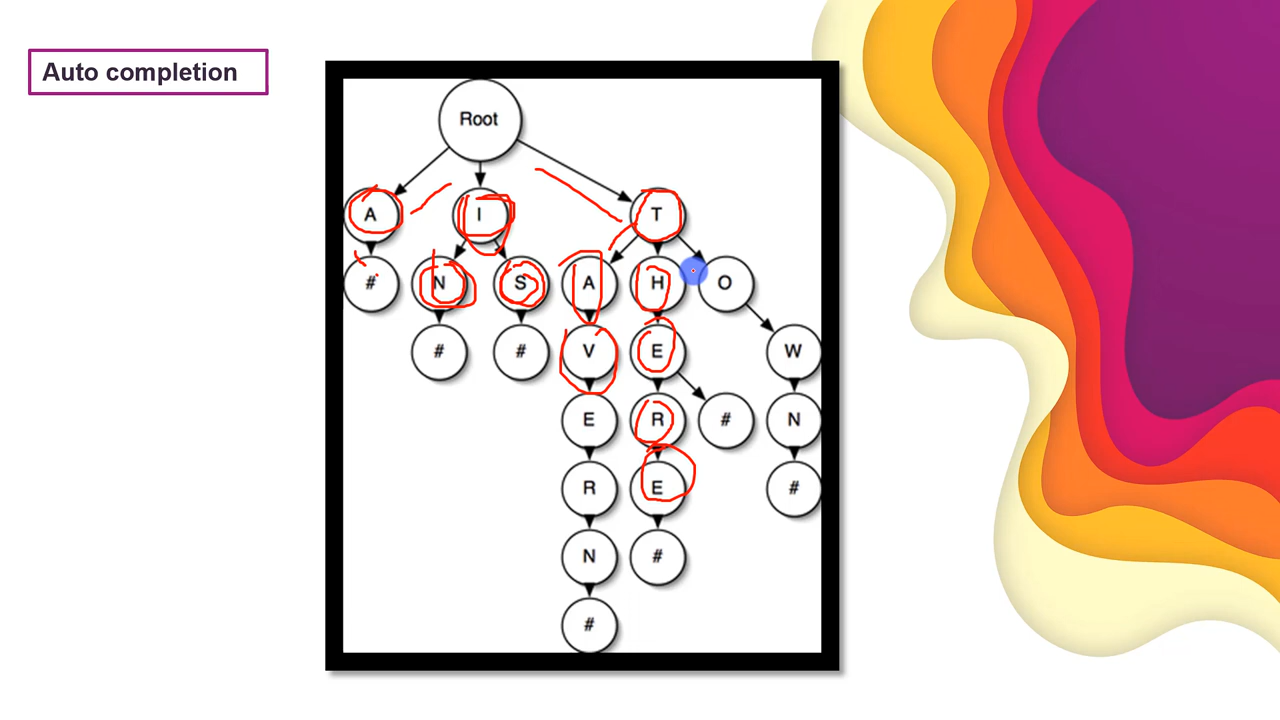 Auto completion
Root
A I T
# N S A H O
# # V E W
E R # N
R E #
N #
#